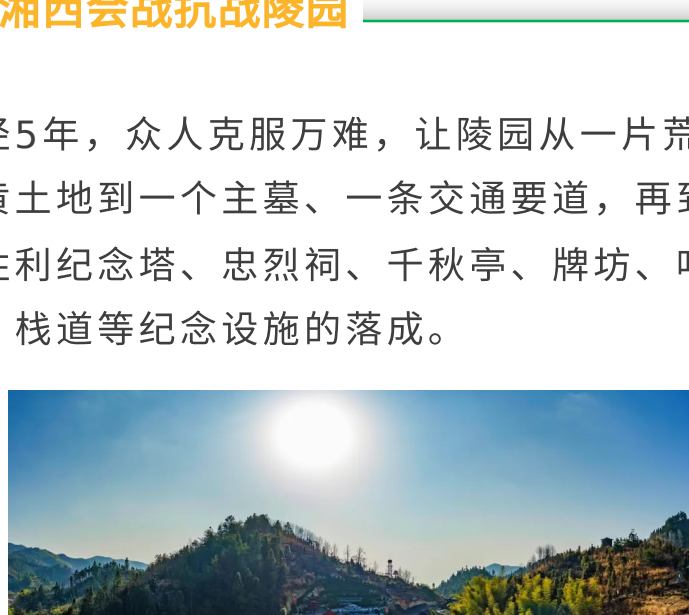 湘西会战抗战陵园
5年，众人克服万难，让陵园从一片荒
土地到一个主墓、一条交通要道，再到
利纪念塔、忠烈祠、千秋亭、牌坊、
栈道等纪念设施的落成。